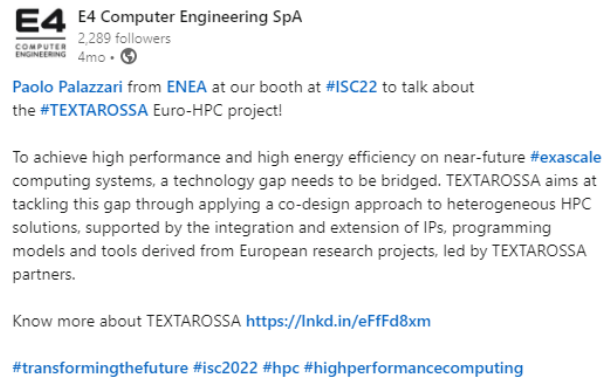 E4
COMPUTER
ENGINEERING
E4 Computer Engineering SpA
2,289 followers
4mo •
Paolo Palazzari from ENEA at our booth at #ISC22 to talk about
the #TEXTAROSSA Euro-HPC project!
To achieve high performance and high energy efficiency on near-future #exascale
computing systems, a technology gap needs to be bridged. TEXTAROSSA aims at
tackling this gap through applying a co-design approach to heterogeneous HPC
solutions, supported by the integration and extension of IPs, programming
models and tools derived from European research projects, led by TEXTAROSSA
partners.
Know more about TEXTAROSSA https://lnkd.in/eFfFd8xm
#transformingthefuture #isc2022 #hpc #highperformancecomputing